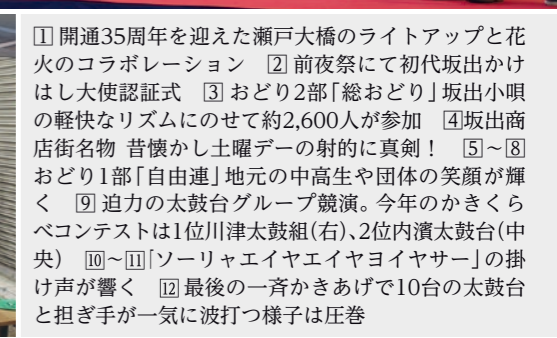 1 開通35周年を迎えた瀬戸大橋のライトアップと花
火のコラボレーション　2 前夜祭にて初代坂出かけ
はし大使認証式　3 おどり2部「総おどり」坂出小唄
の軽快なリズムにのせて約2,600人が参加　4 坂出商
店街名物 昔懐かし土曜デーの射的に真剣！　5～8
おどり1部「自由連」地元の中高生や団体の笑顔が輝
く　9 迫力の太鼓台グループ競演。今年のかきくら
べコンテストは1位川津太鼓組(右)、2位内濱太鼓台(中
央)　10～11「ソーリャエイヤエイヤヨイヤサー」の掛
け声が響く　12 最後の一斉かきあげで10台の太鼓台
と担ぎ手が一気に波打つ様子は圧巻